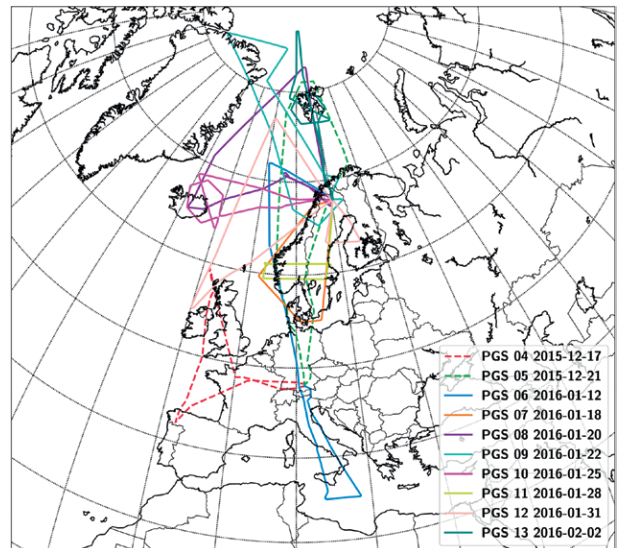 PGS 04 2015-12-17
PGS 05 2015-12-21
PGS 06 2016-01-12
PGS 07 2016-01-18
PGS 08 2016-01-20
PGS 09 2016-01-22
PGS 10 2016-01-25
PGS 11 2016-01-28
PGS 12 2016-01-31
PGS 13 2016-02-02